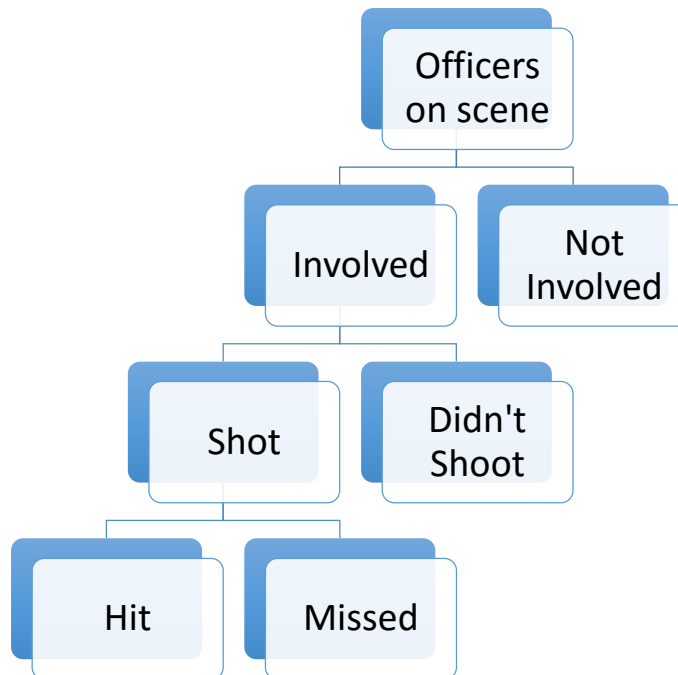 Officers
on scene
Involved
Not
Involved
Shot
Didn't
Shoot
Hit
Missed